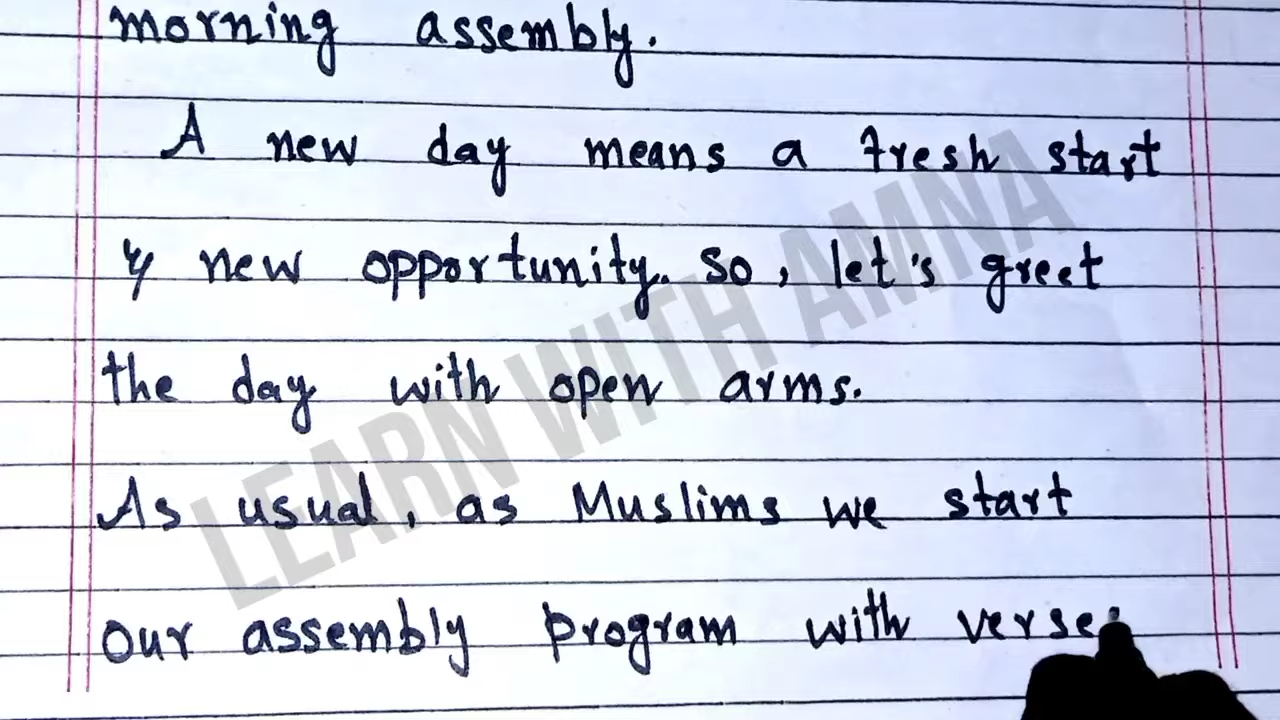 morning assembly.
A new day means a fresh start
& new opportunity. So, let's greet
the day with open arms.
As usual, as Muslims we start
our assembly program with verse
LEARN WITH AMNA